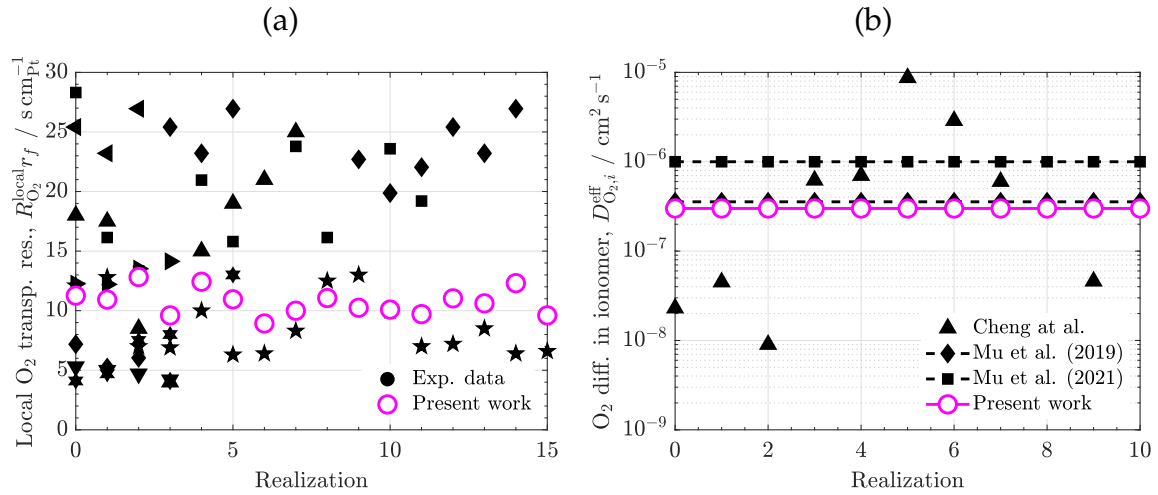 (a)
Local O₂ transp. res., R^local_O₂ r_f / s cm⁻¹_Pt
30
25
20
15
10
5
0
0 5 10 15
Realization
Exp. data
Present work
(b)
O₂ diff. in ionomer, D^eff_O₂,i / cm² s⁻¹
10⁻⁵
10⁻⁶
10⁻⁷
10⁻⁸
10⁻⁹
0 2 4 6 8 10
Realization
Cheng at al.
Mu et al. (2019)
Mu et al. (2021)
Present work